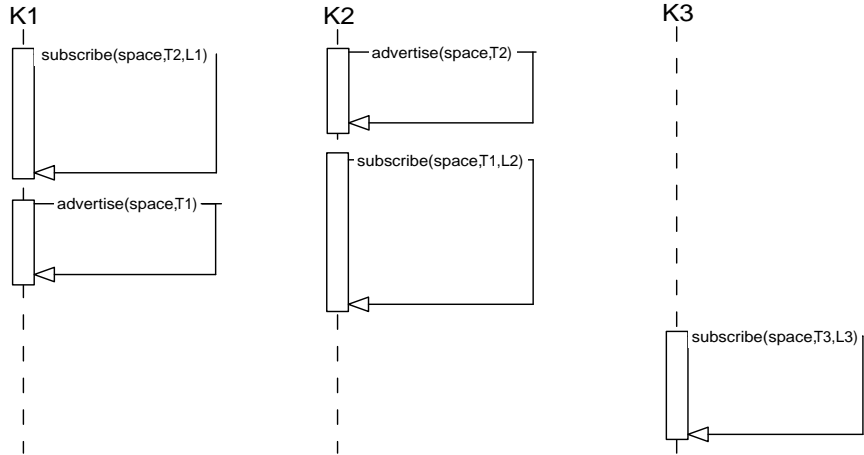 K1
K2
K3
subscribe(space,T2,L1)
advertise(space,T2)
subscribe(space,T1,L2)
advertise(space,T1)
subscribe(space,T3,L3)